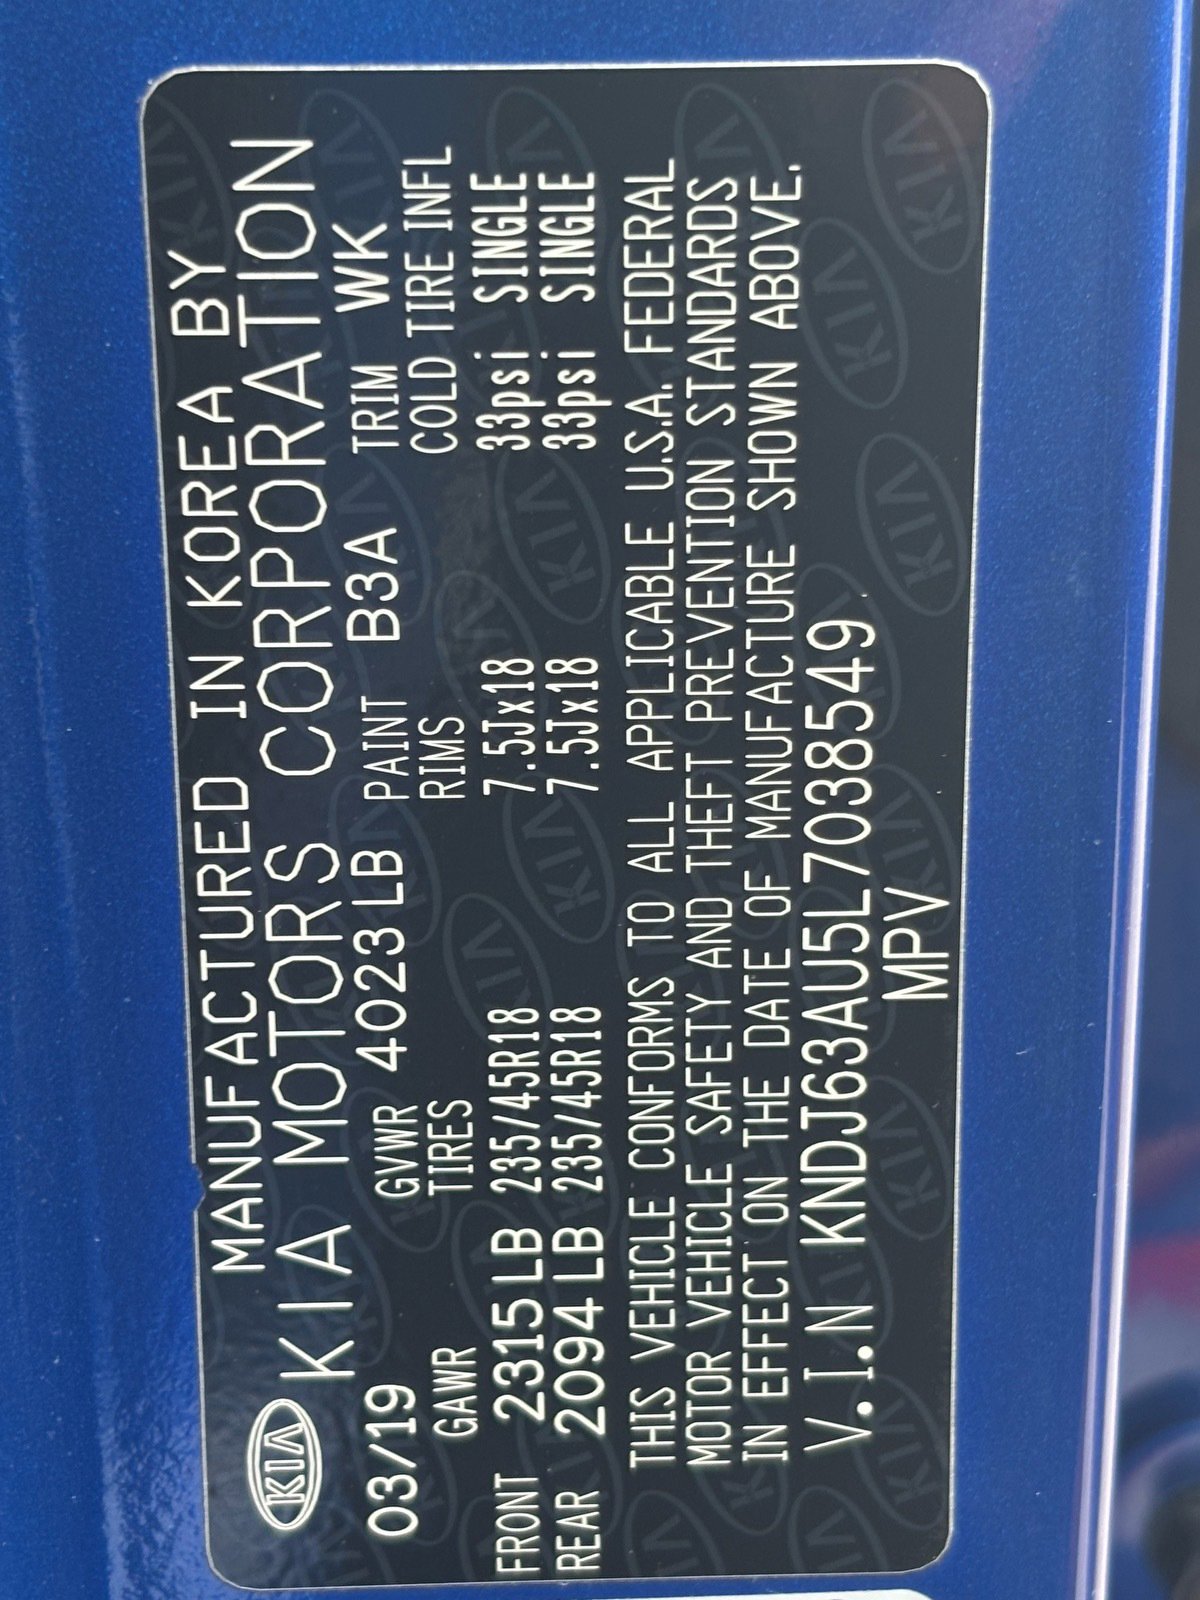 MANUFACTURED IN KOREA BY
KIA KIA MOTORS CORPORATION
03/19 GVWR 4023LB PAINT B3A TRIM WK
GAWR TIRES RIMS COLD TIRE INFL
FRONT 2315LB 235/45R18 7.5Jx18 33psi SINGLE
REAR 2094LB 235/45R18 7.5Jx18 33psi SINGLE
THIS VEHICLE CONFORMS TO ALL APPLICABLE U.S.A. FEDERAL
MOTOR VEHICLE SAFETY AND THEFT PREVENTION STANDARDS
IN EFFECT ON THE DATE OF MANUFACTURE SHOWN ABOVE.
V.I.N KNDJ63AU5L7038549
MPV